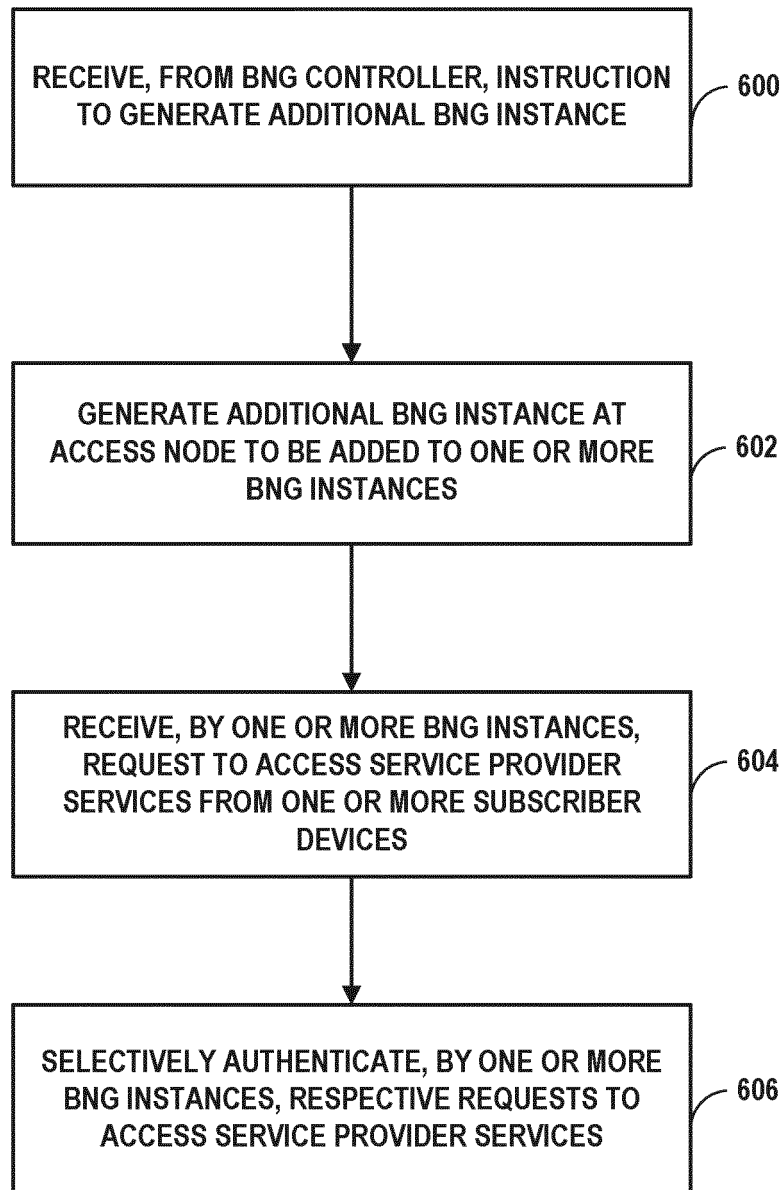 RECEIVE, FROM BNG CONTROLLER, INSTRUCTION
TO GENERATE ADDITIONAL BNG INSTANCE
600
GENERATE ADDITIONAL BNG INSTANCE AT
ACCESS NODE TO BE ADDED TO ONE OR MORE
BNG INSTANCES
602
RECEIVE, BY ONE OR MORE BNG INSTANCES,
REQUEST TO ACCESS SERVICE PROVIDER
SERVICES FROM ONE OR MORE SUBSCRIBER
DEVICES
604
SELECTIVELY AUTHENTICATE, BY ONE OR MORE
BNG INSTANCES, RESPECTIVE REQUESTS TO
ACCESS SERVICE PROVIDER SERVICES
606